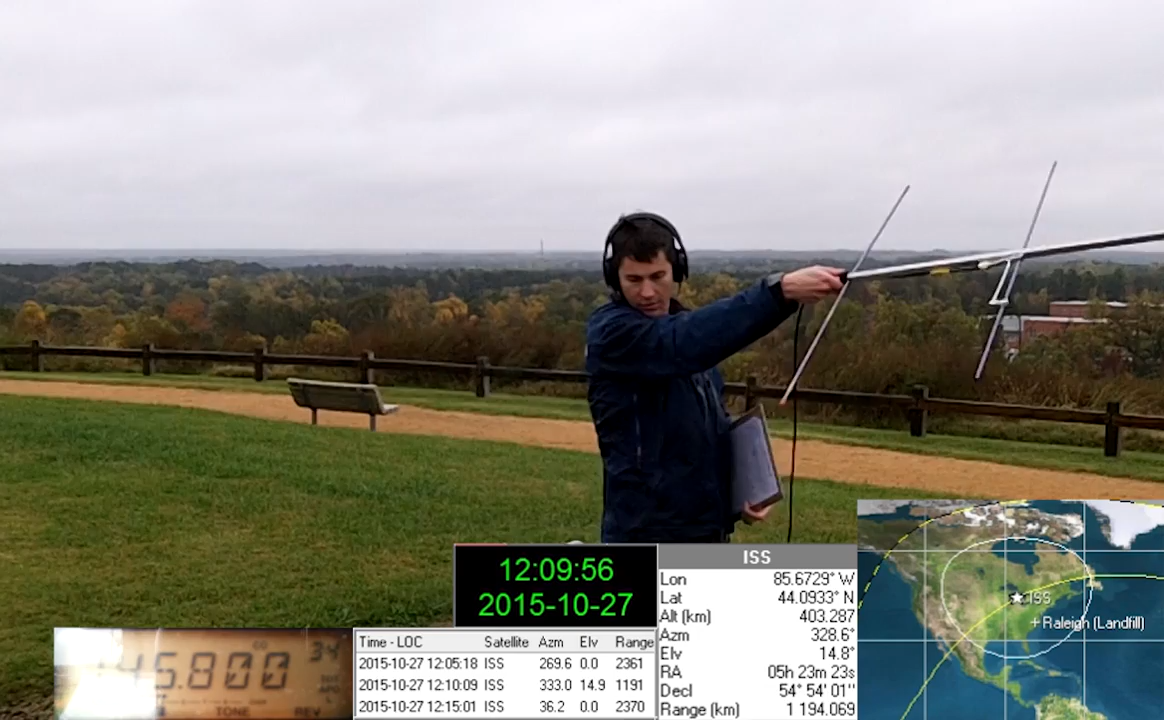 12:09:56
2015-10-27
ISS
Lon 85.6729° W
Lat 44.0933° N
Alt (km) 403.287
Azm 328.6°
Elv 14.8°
RA 05h 23m 23s
Decl 54° 54' 01"
Range (km) 1 194.069
Time - LOC Satellite Azm Elv Range
2015-10-27 12:05:18 ISS 269.6 0.0 2361
2015-10-27 12:10:09 ISS 333.0 14.9 1191
2015-10-27 12:15:01 ISS 36.2 0.0 2370
45.800
34
TONE
REV
ISS
Raleigh (Landfill)